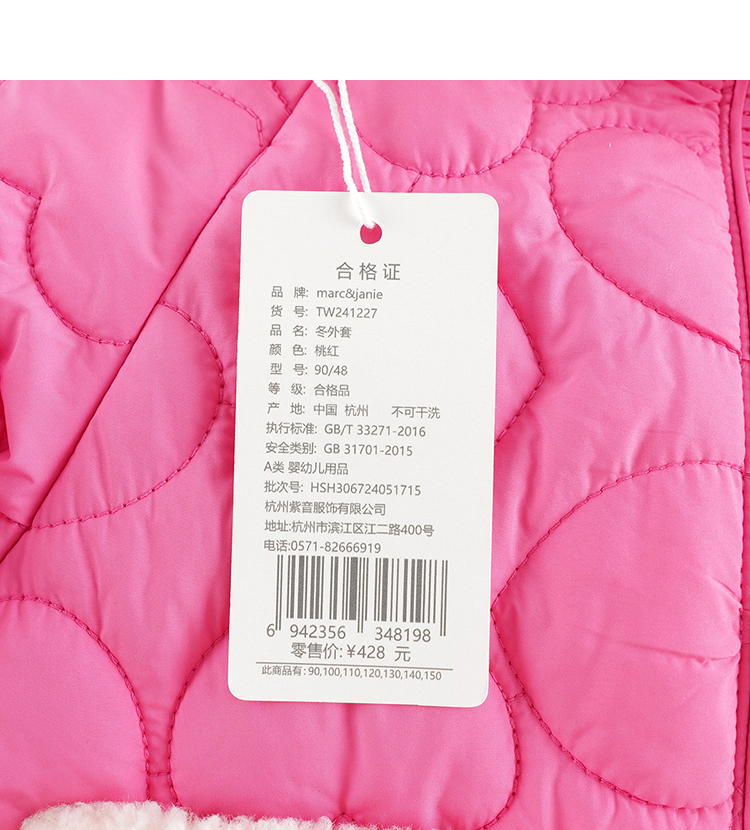 合格证
品 牌: marc&janie
货 号: TW241227
品 名: 冬外套
颜 色: 桃红
型 号: 90/48
等 级: 合格品
产 地: 中国 杭州 不可干洗
执行标准: GB/T 33271-2016
安全类别: GB 31701-2015
A类 婴幼儿用品
批次号: HSH306724051715
杭州紫音服饰有限公司
地址:杭州市滨江区江二路400号
电话:0571-82666919
6 942356 348198
零售价:¥428 元
此商品有: 90,100,110,120,130,140,150